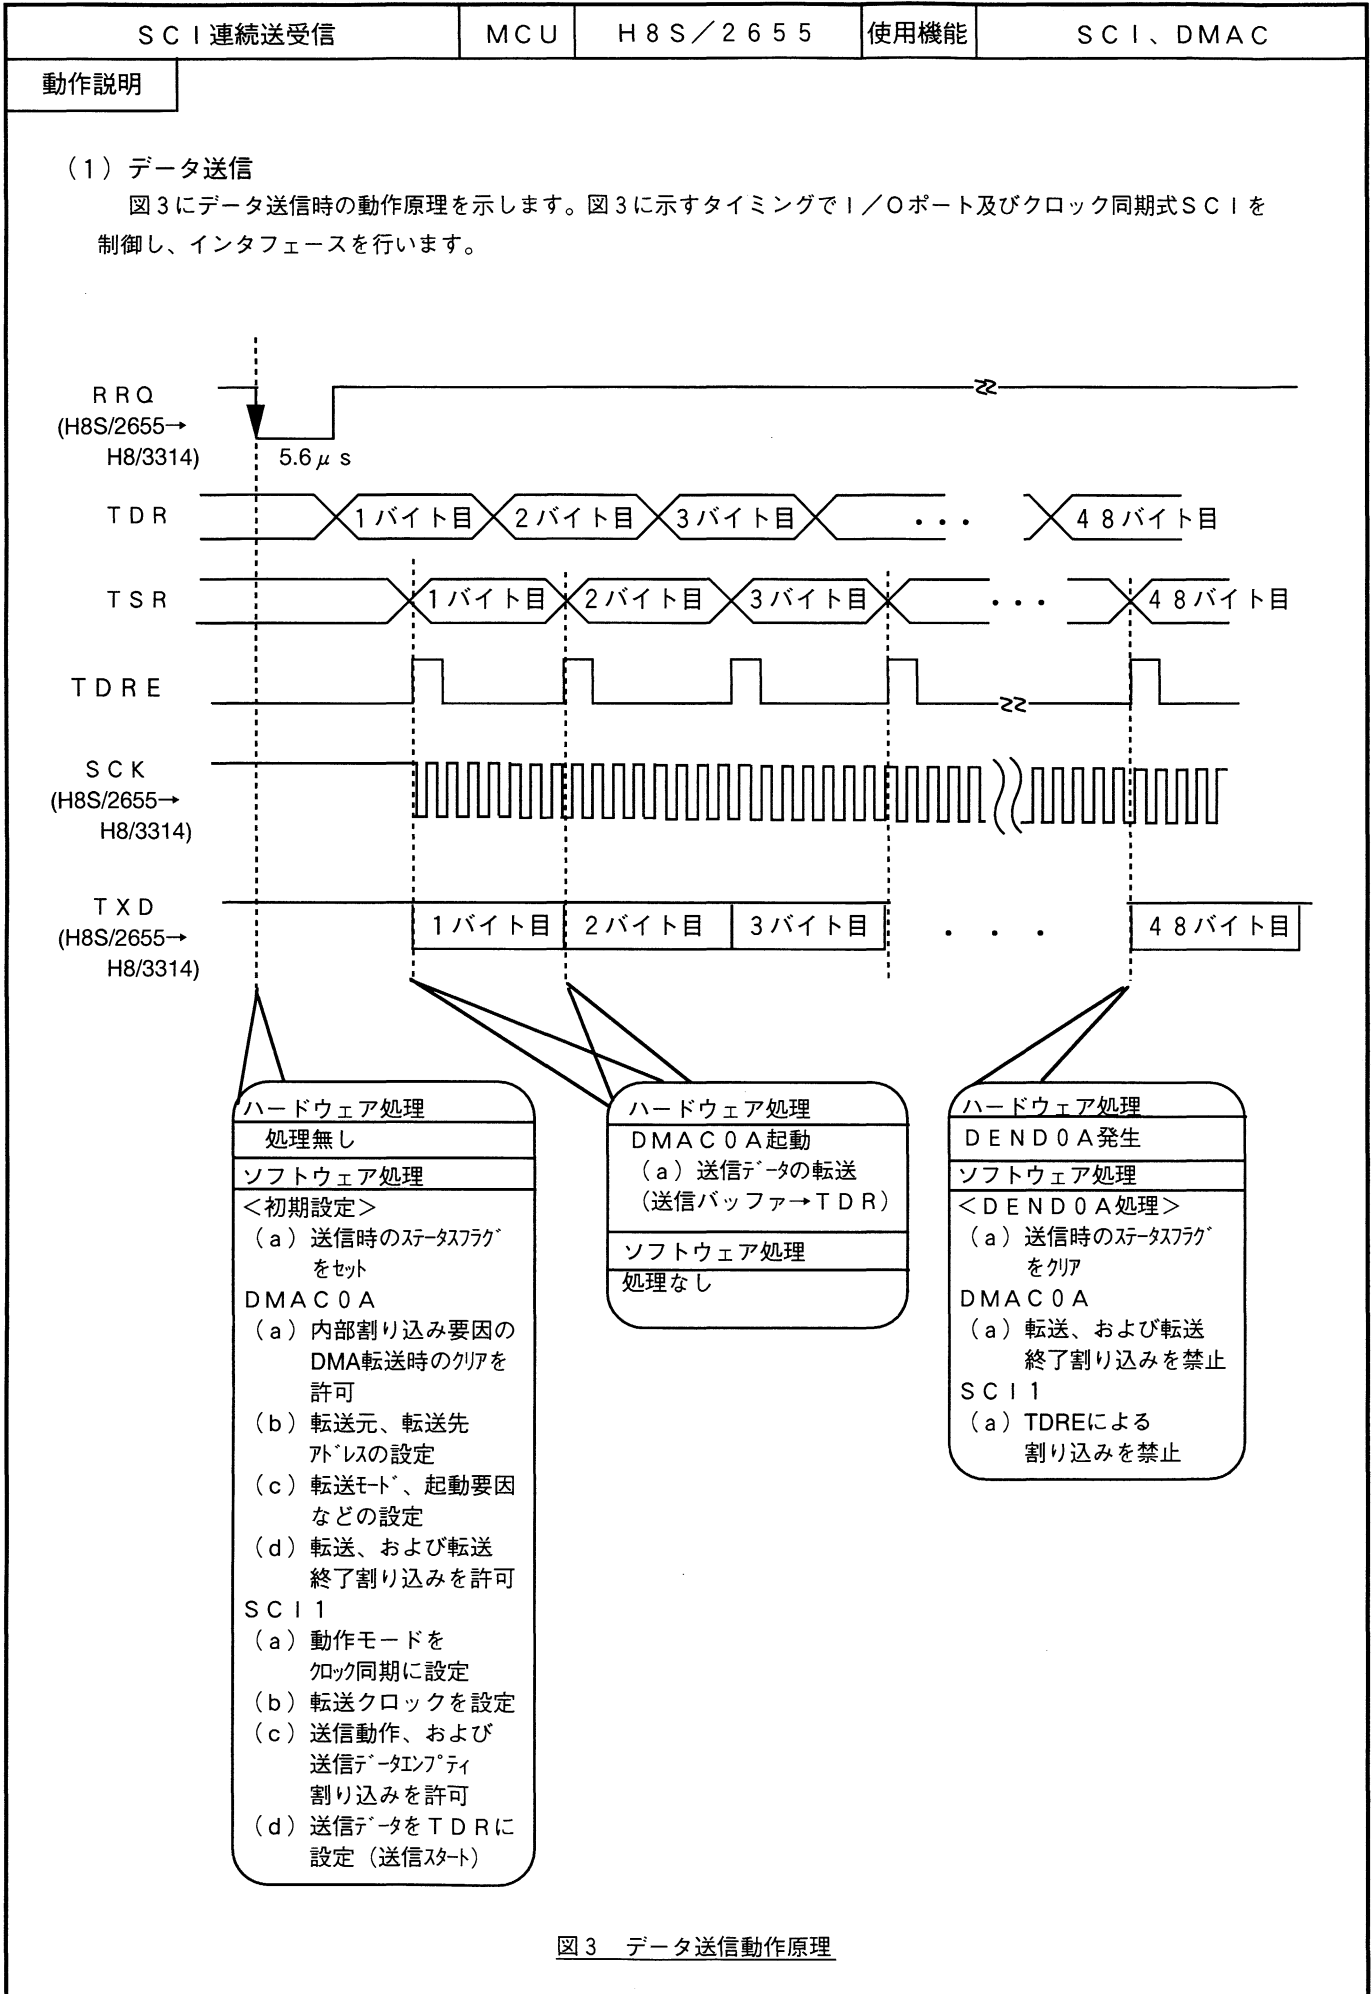 ＳＣＩ連続送受信 ＭＣＵ Ｈ８Ｓ／２６５５ 使用機能 ＳＣＩ、ＤＭＡＣ
動作説明
（１）データ送信
図３にデータ送信時の動作原理を示します。図３に示すタイミングでＩ／Ｏポート及びクロック同期式ＳＣＩを
制御し、インタフェースを行います。
ＲＲＱ
(H8S/2655→
H8/3314)
5.6μs
ＴＤＲ
１バイト目 ２バイト目 ３バイト目 ・・・ ４８バイト目
ＴＳＲ
１バイト目 ２バイト目 ３バイト目 ・・・ ４８バイト目
ＴＤＲＥ
ＳＣＫ
(H8S/2655→
H8/3314)
ＴＸＤ
(H8S/2655→
H8/3314)
１バイト目 ２バイト目 ３バイト目 ・・・ ４８バイト目
ハードウェア処理
処理無し
ソフトウェア処理
＜初期設定＞
（ａ）送信時のｽﾃｰﾀｽﾌﾗｸﾞ
をｾｯﾄ
ＤＭＡＣ０Ａ
（ａ）内部割り込み要因の
DMA転送時のｸﾘｱを
許可
（ｂ）転送元、転送先
ｱﾄﾞﾚｽの設定
（ｃ）転送ﾓｰﾄﾞ、起動要因
などの設定
（ｄ）転送、および転送
終了割り込みを許可
ＳＣＩ１
（ａ）動作モードを
ｸﾛｯｸ同期に設定
（ｂ）転送クロックを設定
（ｃ）送信動作、および
送信ﾃﾞｰﾀｴﾝﾌﾟﾃｨ
割り込みを許可
（ｄ）送信ﾃﾞｰﾀをＴＤＲに
設定（送信ｽﾀｰﾄ）
ハードウェア処理
ＤＭＡＣ０Ａ起動
（ａ）送信ﾃﾞｰﾀの転送
（送信バッファ→ＴＤＲ）
ソフトウェア処理
処理なし
ハードウェア処理
ＤＥＮＤ０Ａ発生
ソフトウェア処理
＜ＤＥＮＤ０Ａ処理＞
（ａ）送信時のｽﾃｰﾀｽﾌﾗｸﾞ
をｸﾘｱ
ＤＭＡＣ０Ａ
（ａ）転送、および転送
終了割り込みを禁止
ＳＣＩ１
（ａ）TDREによる
割り込みを禁止
図３　データ送信動作原理